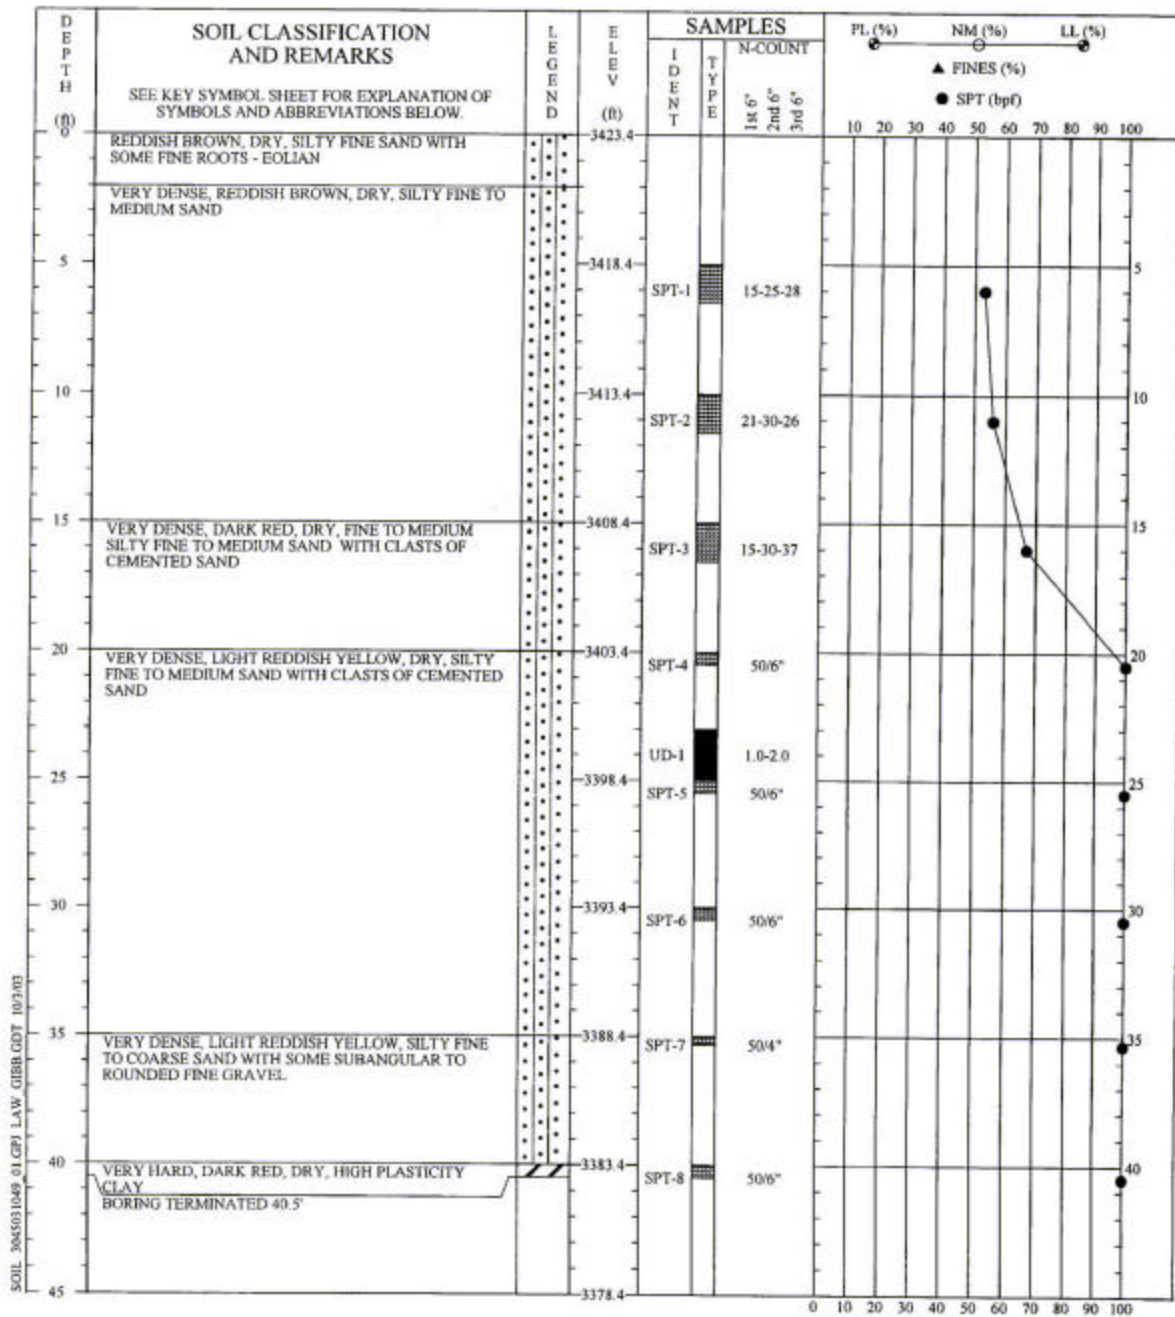 DEPTH
(ft)
SOIL CLASSIFICATION
AND REMARKS
SEE KEY SYMBOL SHEET FOR EXPLANATION OF
SYMBOLS AND ABBREVIATIONS BELOW.
LEGEND
ELEV
(ft)
SAMPLES
IDENT
TYPE
N-COUNT
1st 6"
2nd 6"
3rd 6"
PL (%) NM (%) LL (%)
▲ FINES (%)
● SPT (bpf)
10 20 30 40 50 60 70 80 90 100
0
REDDISH BROWN, DRY, SILTY FINE SAND WITH
SOME FINE ROOTS - EOLIAN
3423.4
VERY DENSE, REDDISH BROWN, DRY, SILTY FINE TO
MEDIUM SAND
5
3418.4
SPT-1
15-25-28
5
10
3413.4
SPT-2
21-30-26
10
15
VERY DENSE, DARK RED, DRY, FINE TO MEDIUM
SILTY FINE TO MEDIUM SAND WITH CLASTS OF
CEMENTED SAND
3408.4
SPT-3
15-30-37
15
20
VERY DENSE, LIGHT REDDISH YELLOW, DRY, SILTY
FINE TO MEDIUM SAND WITH CLASTS OF CEMENTED
SAND
3403.4
SPT-4
50/6"
20
UD-1
1.0-2.0
25
3398.4
SPT-5
50/6"
25
30
3393.4
SPT-6
50/6"
30
35
VERY DENSE, LIGHT REDDISH YELLOW, SILTY FINE
TO COARSE SAND WITH SOME SUBANGULAR TO
ROUNDED FINE GRAVEL
3388.4
SPT-7
50/4"
35
40
VERY HARD, DARK RED, DRY, HIGH PLASTICITY
CLAY
BORING TERMINATED 40.5'
3383.4
SPT-8
50/6"
40
45
3378.4
0 10 20 30 40 50 60 70 80 90 100
SOIL 3045031049_01.GPJ LAW_GIBB.GDT 10/3/03